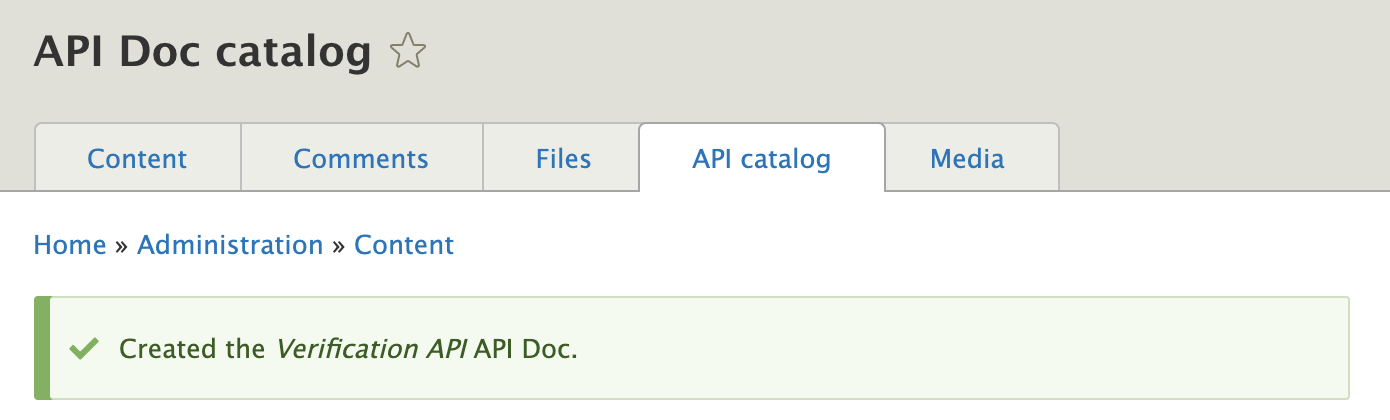 API Doc catalog
Content Comments Files API catalog Media
Home » Administration » Content
Created the Verification API API Doc.